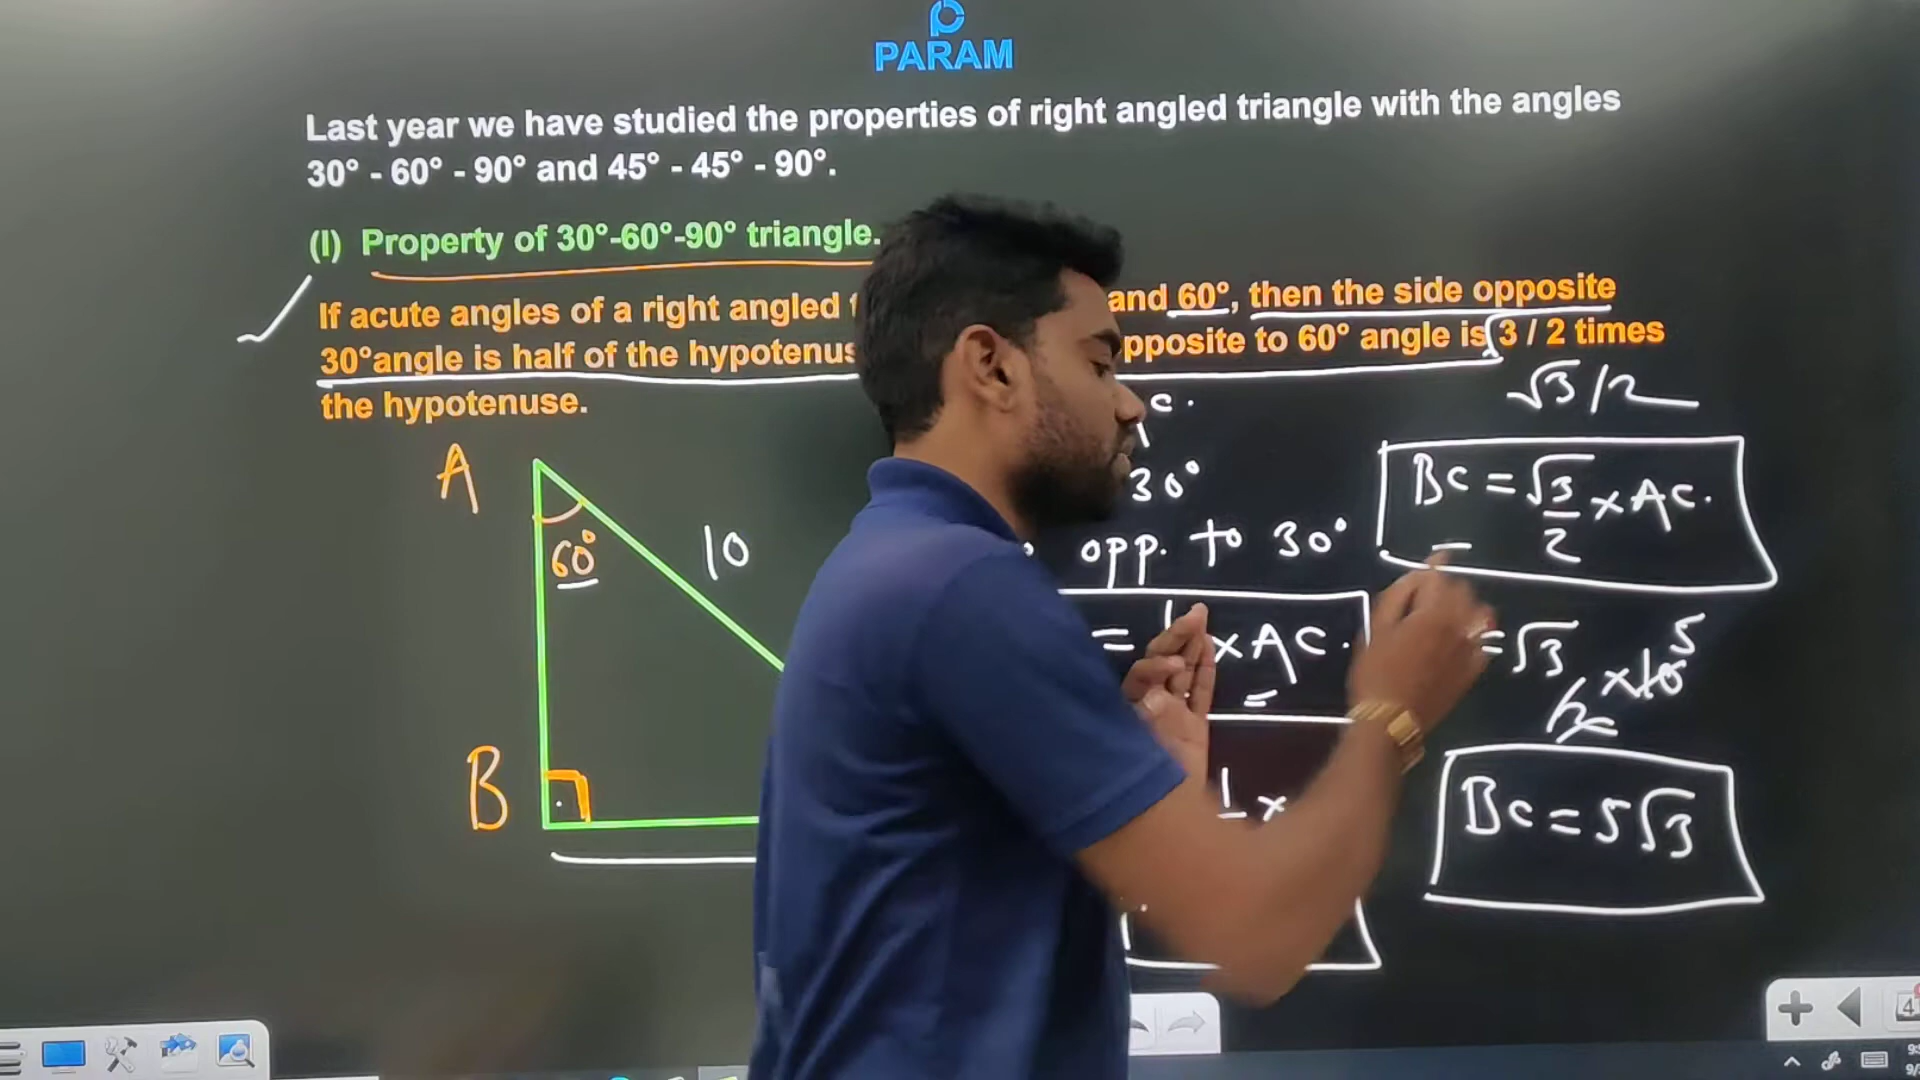 PARAM
Last year we have studied the properties of right angled triangle with the angles
30° - 60° - 90° and 45° - 45° - 90°.
(I) Property of 30°-60°-90° triangle.
If acute angles of a right angled and 60°, then the side opposite
30°angle is half of the hypotenus pposite to 60° angle is √3 / 2 times
the hypotenuse.
√3/2
A
BC = √3/2 × AC.
30°
60°
10
opp. to 30°
= × AC.
= √3/2 × 10 5
B
1 ×
BC = 5√3